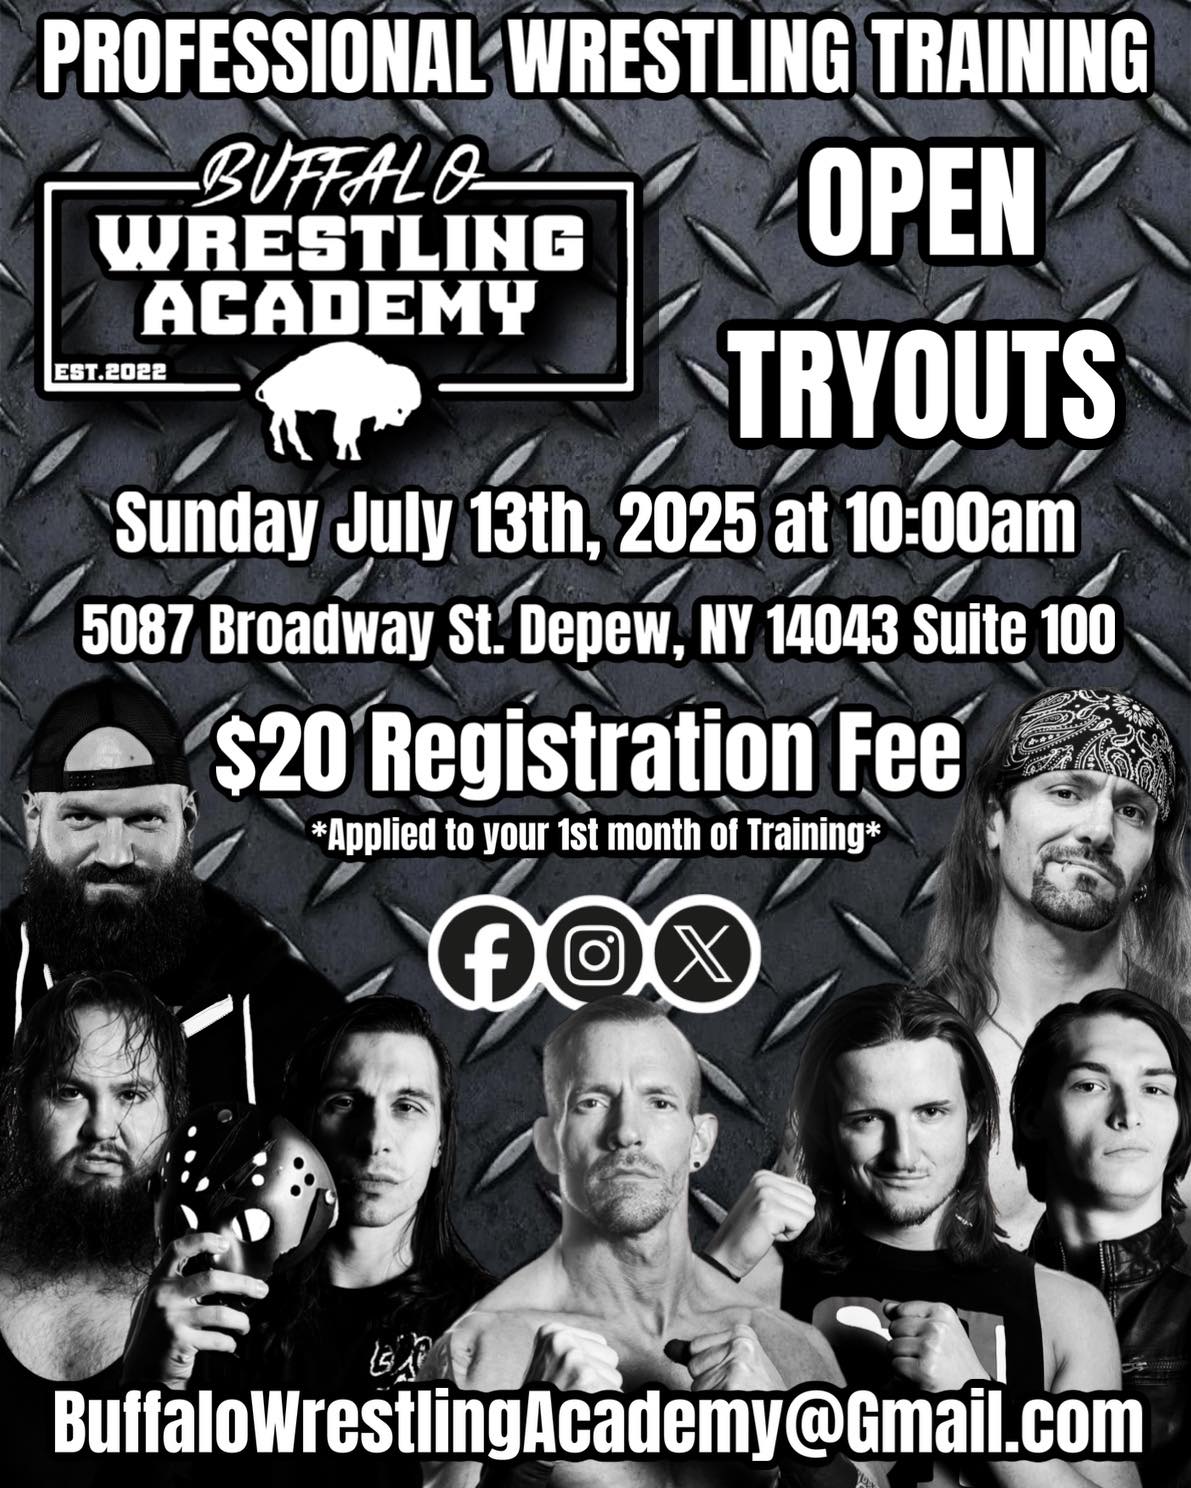 PROFESSIONAL WRESTLING TRAINING
BUFFALO
WRESTLING
ACADEMY
EST.2022
OPEN
TRYOUTS
Sunday July 13th, 2025 at 10:00am
5087 Broadway St. Depew, NY 14043 Suite 100
$20 Registration Fee
*Applied to your 1st month of Training*
BuffaloWrestlingAcademy@Gmail.com